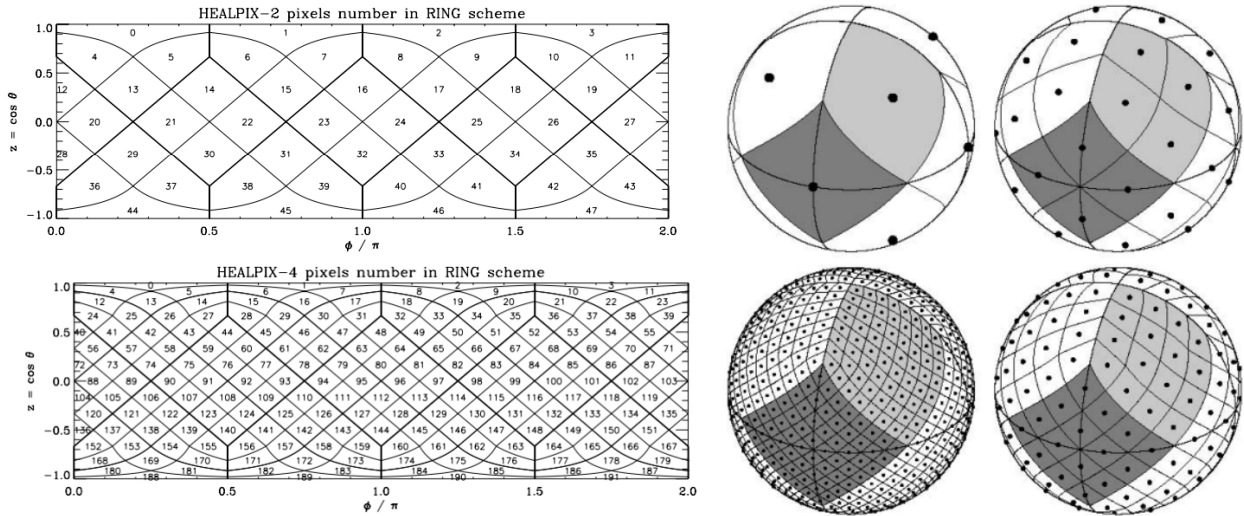 HEALPIX-2 pixels number in RING scheme
1.0
0 1 2 3
4 5 6 7 8 9 10 11
0.5
12 13 14 15 16 17 18 19
z = cos θ
0.0 20 21 22 23 24 25 26 27
28 29 30 31 32 33 34 35
-0.5
36 37 38 39 40 41 42 43
44 45 46 47
-1.0
0.0 0.5 1.0 1.5 2.0
φ / π
HEALPIX-4 pixels number in RING scheme
1.0
0 1 2 3
4 5 6 7 8 9 10 11
12 13 14 15 16 17 18 19 20 21 22 23
24 25 26 27 28 29 30 31 32 33 34 35 36 37 38 39
0.5 40 41 42 43 44 45 46 47 48 49 50 51 52 53 54 55
56 57 58 59 60 61 62 63 64 65 66 67 68 69 70 71
72 73 74 75 76 77 78 79 80 81 82 83 84 85 86 87
z = cos θ
0.0 88 89 90 91 92 93 94 95 96 97 98 99 100 101 102 103
104 105 106 107 108 109 110 111 112 113 114 115 116 117 118 119
120 121 122 123 124 125 126 127 128 129 130 131 132 133 134 135
-0.5 136 137 138 139 140 141 142 143 144 145 146 147 148 149 150 151
152 153 154 155 156 157 158 159 160 161 162 163 164 165 166 167
168 169 170 171 172 173 174 175 176 177 178 179
180 181 182 183 184 185 186 187
188 189 190 191
-1.0
0.0 0.5 1.0 1.5 2.0
φ / π